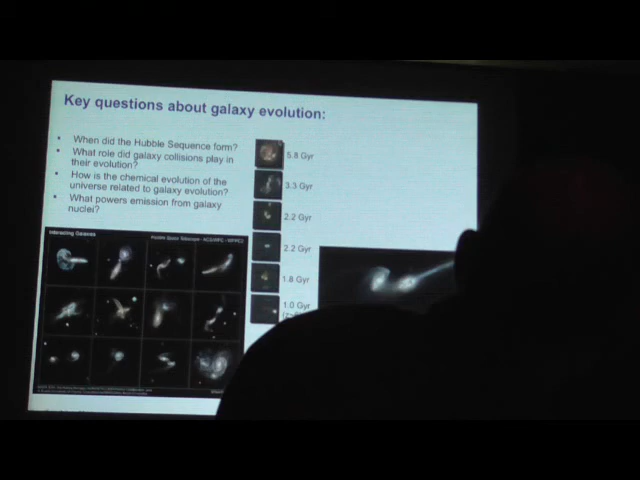 Key questions about galaxy evolution:
• When did the Hubble Sequence form?
• What role did galaxy collisions play in
their evolution?
• How is the chemical evolution of the
universe related to galaxy evolution?
• What powers emission from galaxy
nuclei?
5.8 Gyr
3.3 Gyr
2.2 Gyr
2.2 Gyr
1.8 Gyr
1.0 Gyr
Interacting Galaxies
Hubble Space Telescope • ACS/WFC • WFPC2